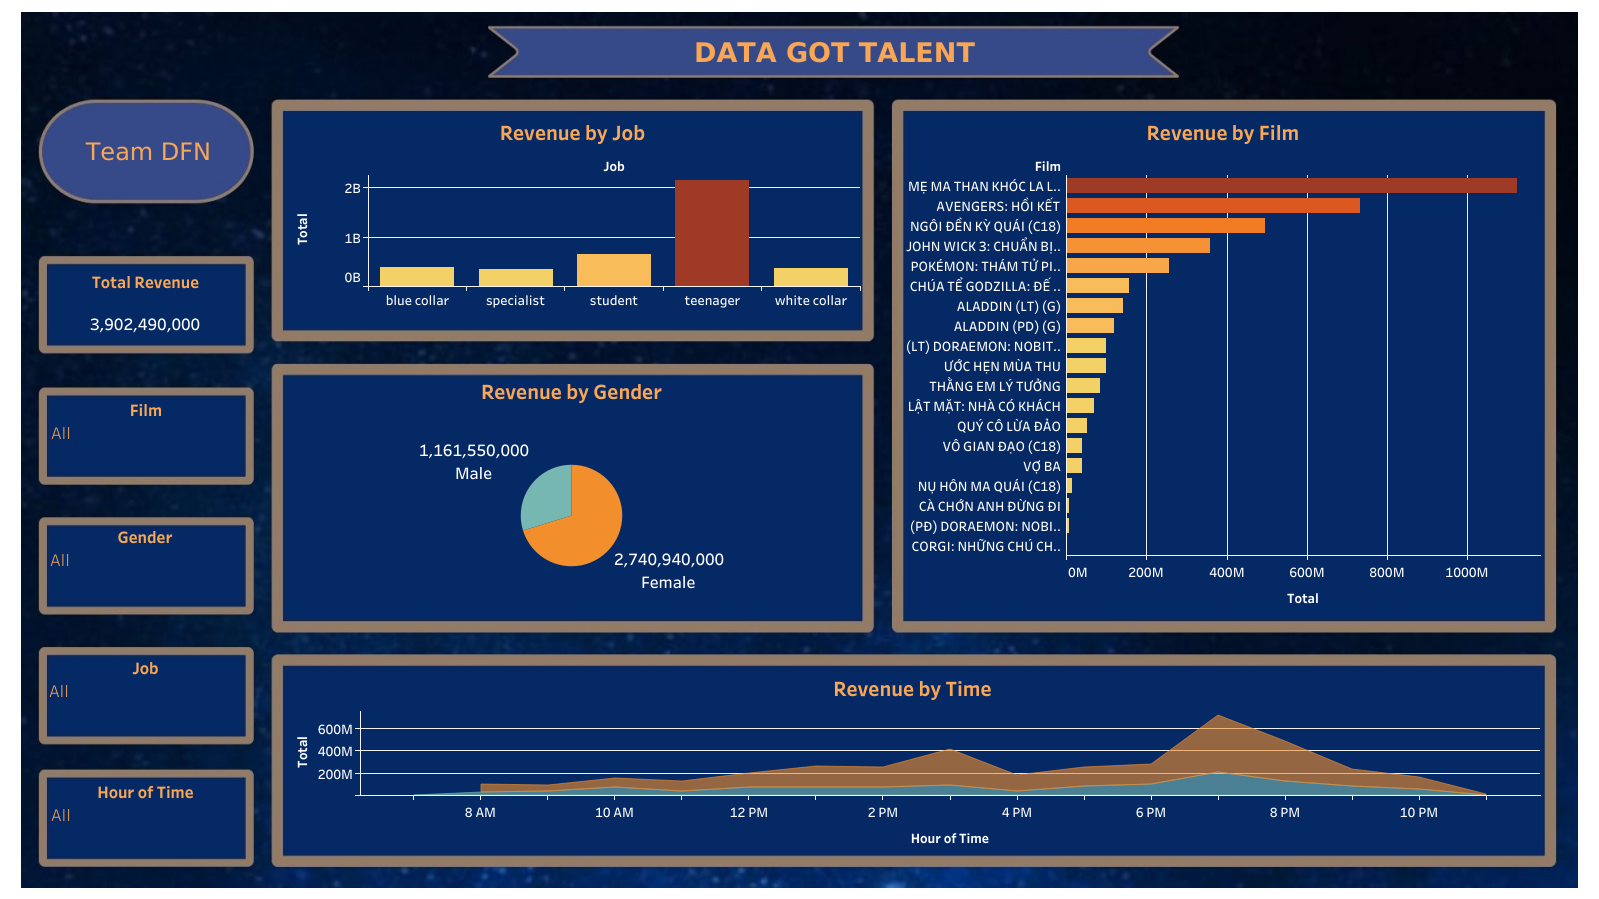 DATA GOT TALENT
Team DFN
Total Revenue
3,902,490,000
Film
All
Gender
All
Job
All
Hour of Time
All
Revenue by Job
Job
Total
2B
1B
0B
blue collar specialist student teenager white collar
Revenue by Gender
1,161,550,000
Male
2,740,940,000
Female
Revenue by Film
Film
MẸ MA THAN KHÓC LA L..
AVENGERS: HỒI KẾT
NGÔI ĐỀN KỲ QUÁI (C18)
JOHN WICK 3: CHUẨN BỊ..
POKÉMON: THÁM TỬ PI..
CHÚA TỂ GODZILLA: ĐẾ ..
ALADDIN (LT) (G)
ALADDIN (PD) (G)
(LT) DORAEMON: NOBIT..
ƯỚC HẸN MÙA THU
THẰNG EM LÝ TƯỞNG
LẬT MẶT: NHÀ CÓ KHÁCH
QUÝ CÔ LỪA ĐẢO
VÔ GIAN ĐẠO (C18)
VỢ BA
NỤ HÔN MA QUÁI (C18)
CÀ CHỚN ANH ĐỪNG ĐI
(PĐ) DORAEMON: NOBI..
CORGI: NHỮNG CHÚ CH..
0M 200M 400M 600M 800M 1000M
Total
Revenue by Time
Total
600M
400M
200M
8 AM 10 AM 12 PM 2 PM 4 PM 6 PM 8 PM 10 PM
Hour of Time